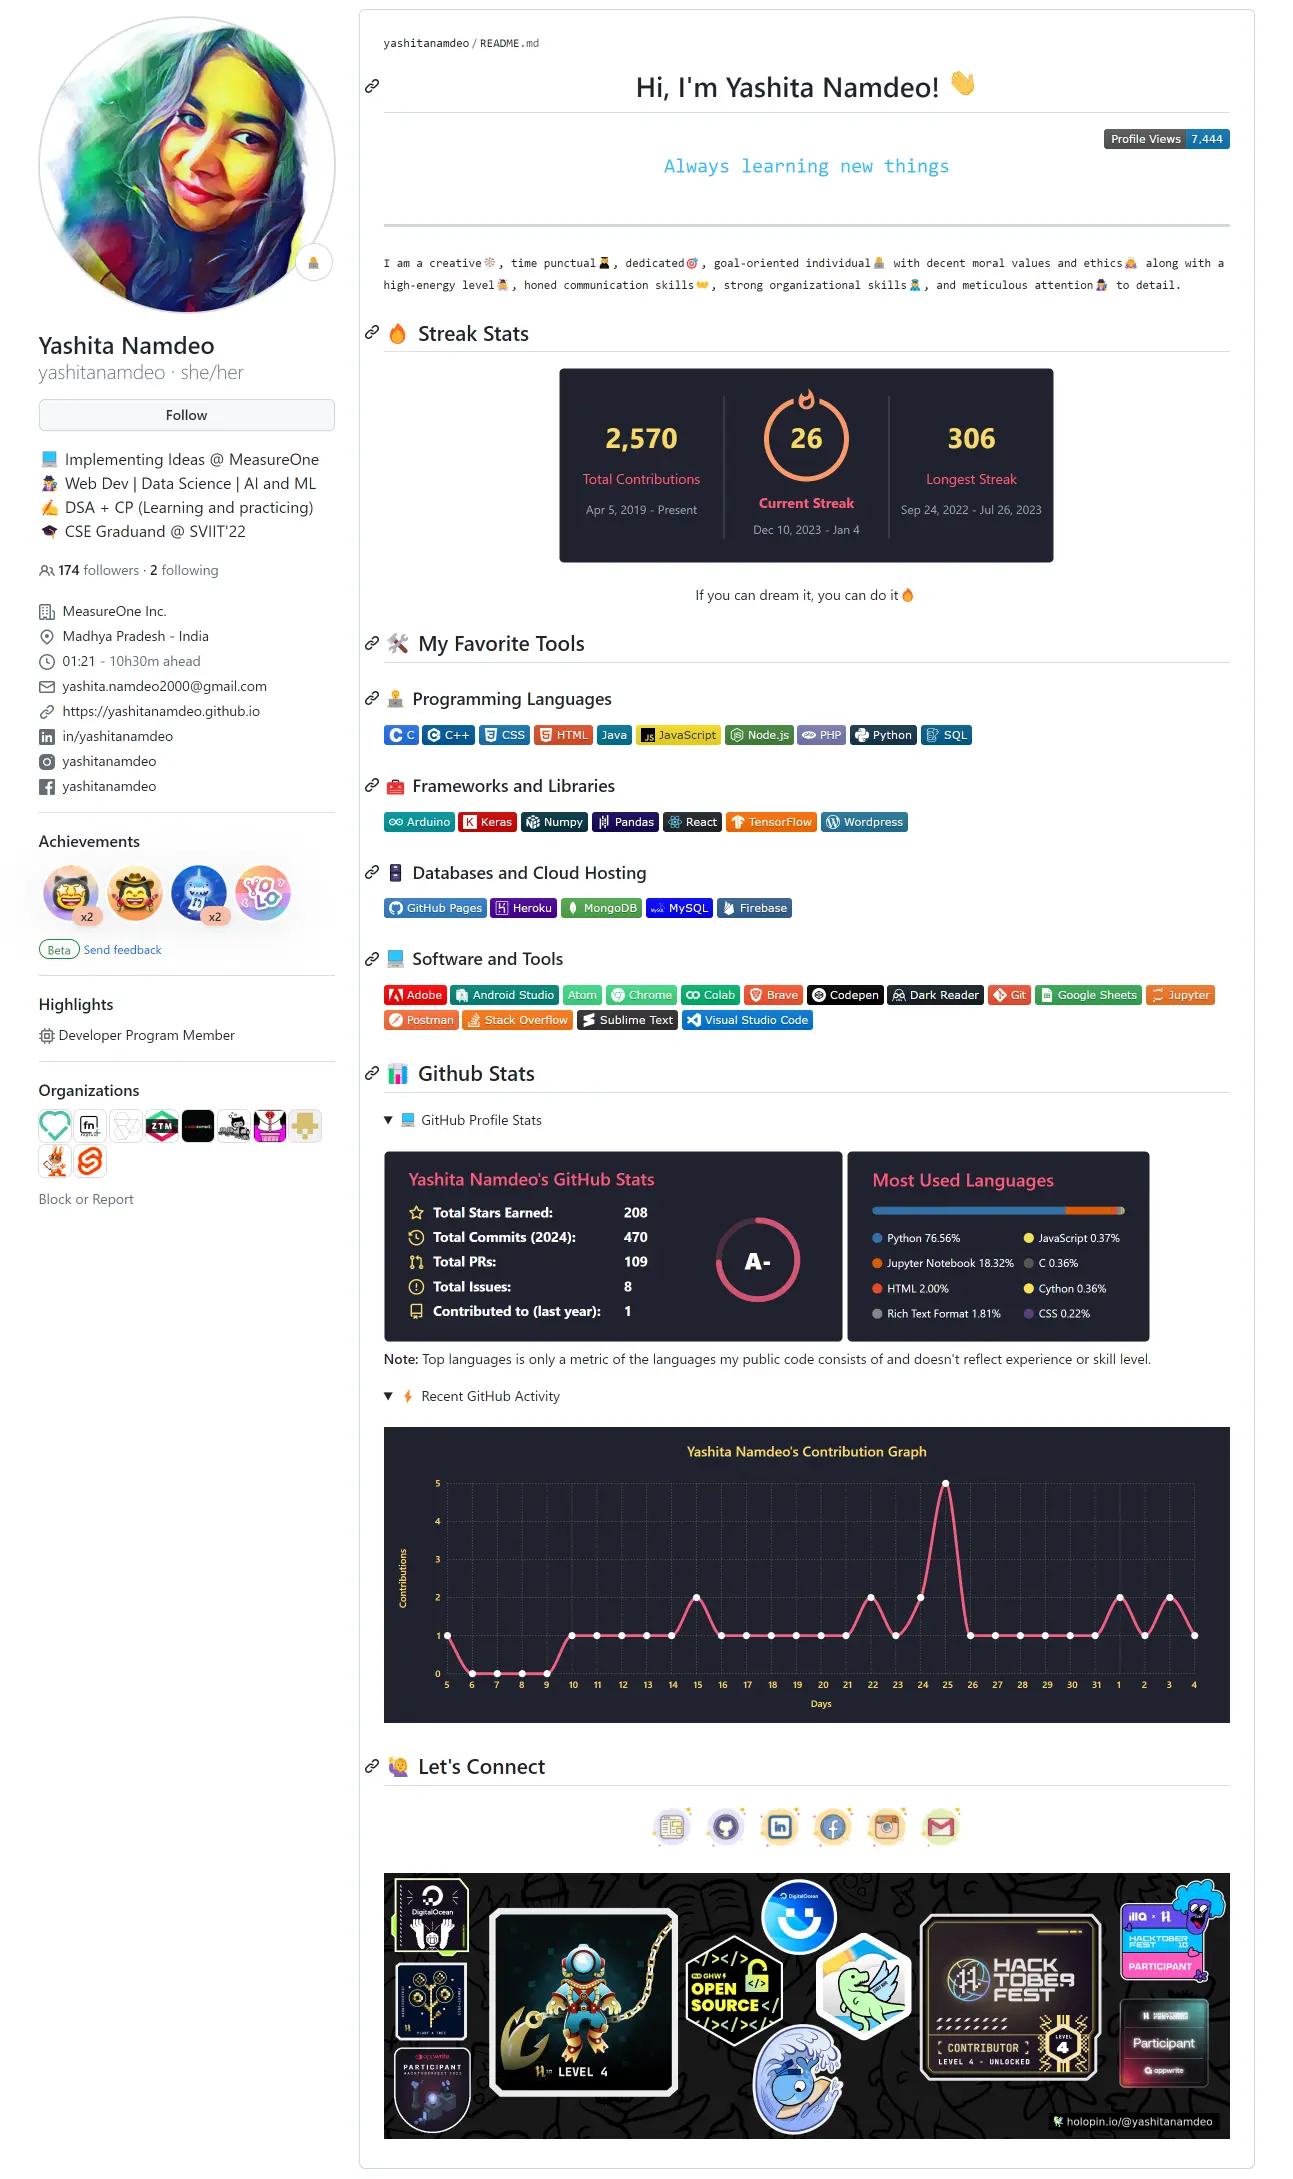 Yashita Namdeo
yashitanamdeo · she/her
Follow
Implementing Ideas @ MeasureOne
Web Dev | Data Science | AI and ML
DSA + CP (Learning and practicing)
CSE Graduand @ SVIIT'22
174 followers · 2 following
MeasureOne Inc.
Madhya Pradesh - India
01:21 - 10h30m ahead
yashita.namdeo2000@gmail.com
https://yashitanamdeo.github.io
in/yashitanamdeo
yashitanamdeo
yashitanamdeo
Achievements
x2
x2
YOLO
Beta Send feedback
Highlights
Developer Program Member
Organizations
fn
ZTM
Block or Report
yashitanamdeo / README.md
Hi, I'm Yashita Namdeo!
Profile Views 7,444
Always learning new things
I am a creative, time punctual, dedicated, goal-oriented individual with decent moral values and ethics along with a
high-energy level, honed communication skills, strong organizational skills, and meticulous attention to detail.
Streak Stats
2,570
Total Contributions
Apr 5, 2019 - Present
26
Current Streak
Dec 10, 2023 - Jan 4
306
Longest Streak
Sep 24, 2022 - Jul 26, 2023
If you can dream it, you can do it
My Favorite Tools
Programming Languages
C C++ CSS HTML Java JavaScript Node.js PHP Python SQL
Frameworks and Libraries
Arduino Keras Numpy Pandas React TensorFlow Wordpress
Databases and Cloud Hosting
GitHub Pages Heroku MongoDB MySQL Firebase
Software and Tools
Adobe Android Studio Atom Chrome Colab Brave Codepen Dark Reader Git Google Sheets Jupyter
Postman Stack Overflow Sublime Text Visual Studio Code
Github Stats
GitHub Profile Stats
Yashita Namdeo's GitHub Stats
Total Stars Earned: 208
Total Commits (2024): 470
Total PRs: 109
Total Issues: 8
Contributed to (last year): 1
A-
Most Used Languages
Python 76.56% JavaScript 0.37%
Jupyter Notebook 18.32% C 0.36%
HTML 2.00% Cython 0.36%
Rich Text Format 1.81% CSS 0.22%
Note: Top languages is only a metric of the languages my public code consists of and doesn't reflect experience or skill level.
Recent GitHub Activity
Yashita Namdeo's Contribution Graph
Contributions
5
4
3
2
1
0
5 6 7 8 9 10 11 12 13 14 15 16 17 18 19 20 21 22 23 24 25 26 27 28 29 30 31 1 2 3 4
Days
Let's Connect
DigitalOcean
PLANT A TREE
appwrite
PARTICIPANT
HACKTOBERFEST 2023
LEVEL 4
DigitalOcean
GHW
OPEN
SOURCE
HACK
TOBER
FEST
CONTRIBUTOR
LEVEL 4 - UNLOCKED
LEVEL
4
illa
HACKTOBER
FEST 10
PARTICIPANT
Participant
appwrite
holopin.io/@yashitanamdeo